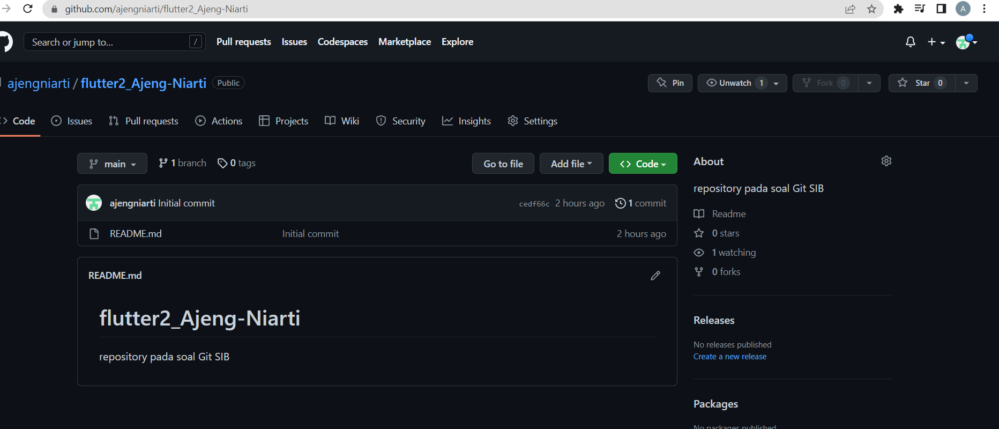 github.com/ajengniarti/flutter2_Ajeng-Niarti
A
Search or jump to... /
Pull requests Issues Codespaces Marketplace Explore
ajengniarti / flutter2_Ajeng-Niarti Public
Pin Unwatch 1 Fork 0 Star 0
Code Issues Pull requests Actions Projects Wiki Security Insights Settings
main 1 branch 0 tags Go to file Add file Code
ajengniarti Initial commit cedf66c 2 hours ago 1 commit
README.md Initial commit 2 hours ago
README.md
flutter2_Ajeng-Niarti
repository pada soal Git SIB
About
repository pada soal Git SIB
Readme
0 stars
1 watching
0 forks
Releases
No releases published
Create a new release
Packages
No packages published